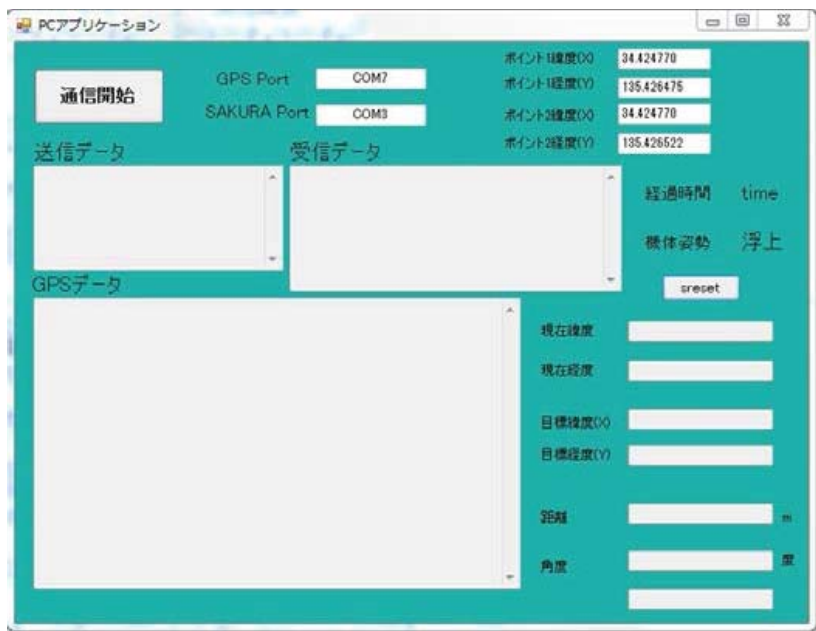 PCアプリケーション
通信開始
GPS Port COM7
SAKURA Port COM3
ポイント1緯度(X) 34.424770
ポイント1経度(Y) 135.426475
ポイント2緯度(X) 34.424770
ポイント2経度(Y) 135.426522
送信データ
受信データ
経過時間 time
機体姿勢 浮上
sreset
GPSデータ
現在緯度
現在経度
目標緯度(X)
目標経度(Y)
距離 m
角度 度